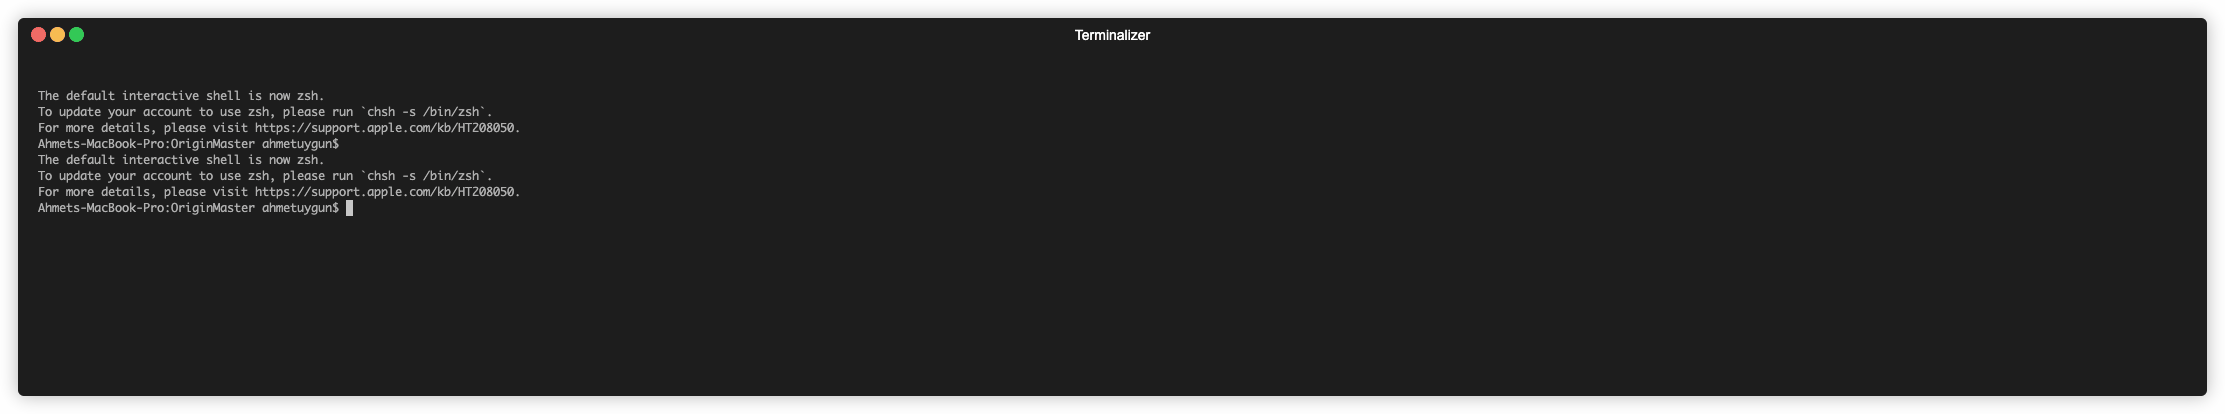 Terminalizer
The default interactive shell is now zsh.
To update your account to use zsh, please run `chsh -s /bin/zsh`.
For more details, please visit https://support.apple.com/kb/HT208050.
Ahmets-MacBook-Pro:OriginMaster ahmetuygun$
The default interactive shell is now zsh.
To update your account to use zsh, please run `chsh -s /bin/zsh`.
For more details, please visit https://support.apple.com/kb/HT208050.
Ahmets-MacBook-Pro:OriginMaster ahmetuygun$